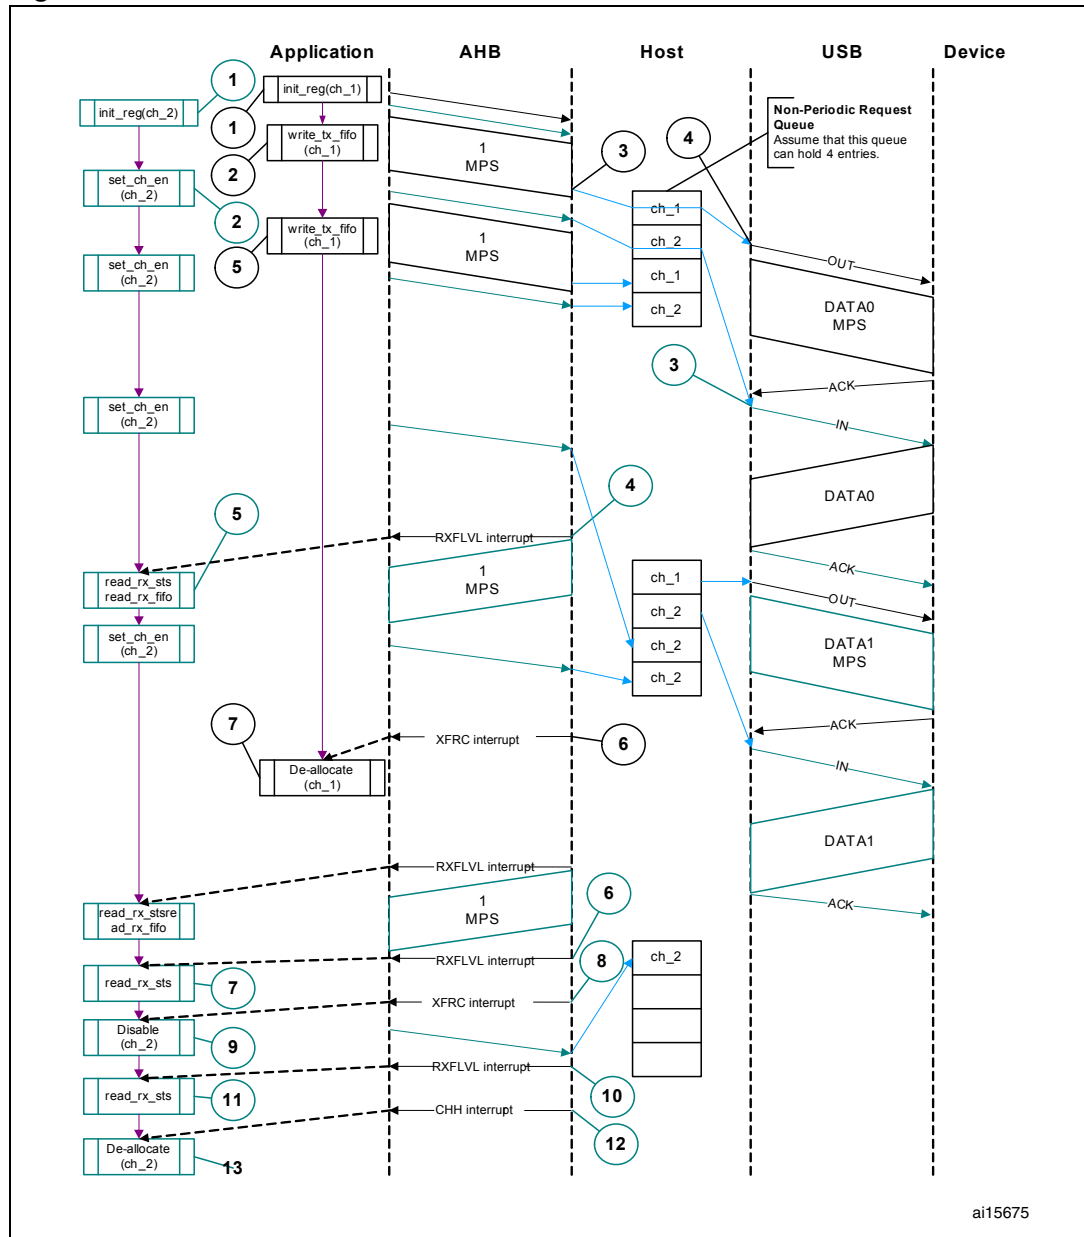 Application
AHB
Host
USB
Device
1
init_reg(ch_2)
init_reg(ch_1)
1
write_tx_fifo
(ch_1)
2
1
MPS
3
4
Non-Periodic Request
Queue
Assume that this queue
can hold 4 entries.
set_ch_en
(ch_2)
2
write_tx_fifo
(ch_1)
5
1
MPS
ch_1
ch_2
ch_1
ch_2
set_ch_en
(ch_2)
OUT
DATA0
MPS
3
ACK
set_ch_en
(ch_2)
IN
DATA0
4
5
RXFLVL interrupt
read_rx_sts
read_rx_fifo
1
MPS
ch_1
ch_2
ch_2
ch_2
ACK
OUT
set_ch_en
(ch_2)
DATA1
MPS
7
XFRC interrupt
6
ACK
De-allocate
(ch_1)
IN
DATA1
RXFLVL interrupt
read_rx_stsre
ad_rx_fifo
1
MPS
6
ACK
RXFLVL interrupt
8
ch_2
read_rx_sts
7
XFRC interrupt
Disable
(ch_2)
9
RXFLVL interrupt
10
read_rx_sts
11
CHH interrupt
12
De-allocate
(ch_2)
13
ai15675